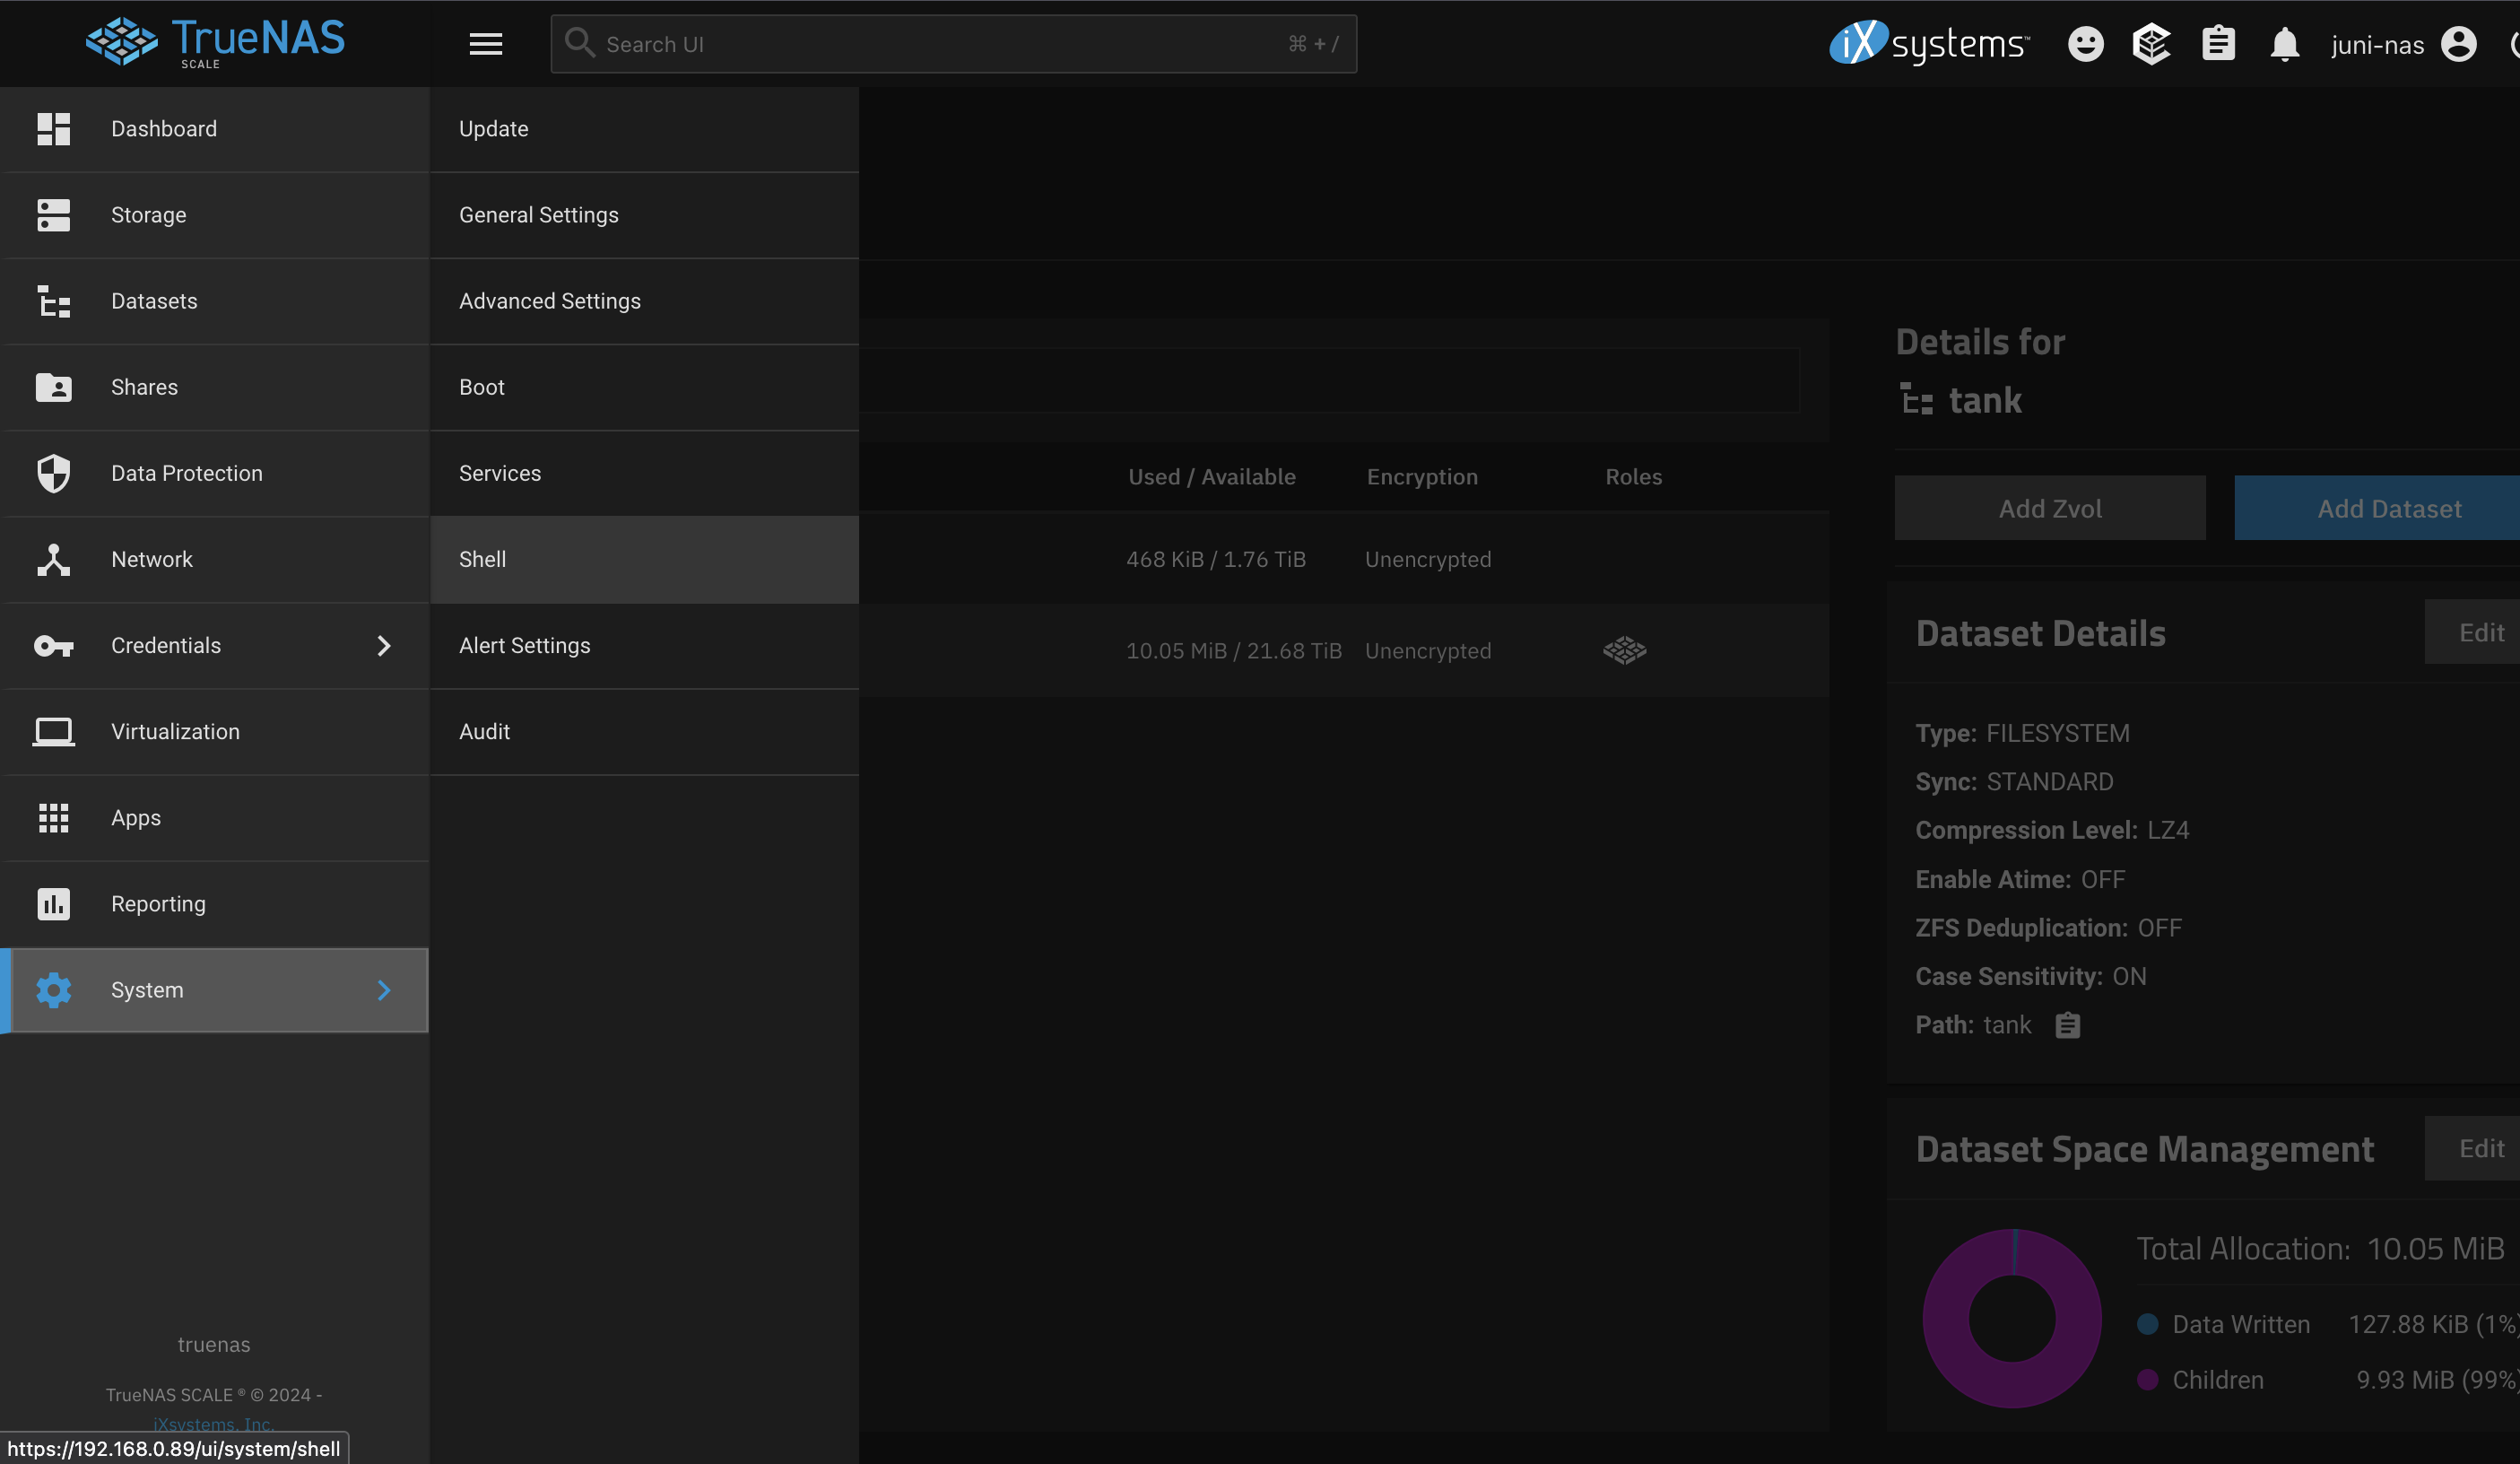 TrueNAS
SCALE
Search UI
⌘ + /
iXsystems™
juni-nas
Dashboard
Storage
Datasets
Shares
Data Protection
Network
Credentials
Virtualization
Apps
Reporting
System
Update
General Settings
Advanced Settings
Boot
Services
Shell
Alert Settings
Audit
Used / Available Encryption Roles
468 KiB / 1.76 TiB Unencrypted
10.05 MiB / 21.68 TiB Unencrypted
Details for
tank
Add Zvol
Add Dataset
Dataset Details
Edit
Type: FILESYSTEM
Sync: STANDARD
Compression Level: LZ4
Enable Atime: OFF
ZFS Deduplication: OFF
Case Sensitivity: ON
Path: tank
Dataset Space Management
Edit
Total Allocation: 10.05 MiB
Data Written 127.88 KiB (1%)
Children 9.93 MiB (99%)
truenas
TrueNAS SCALE ® © 2024 -
iXsystems, Inc.
https://192.168.0.89/ui/system/shell